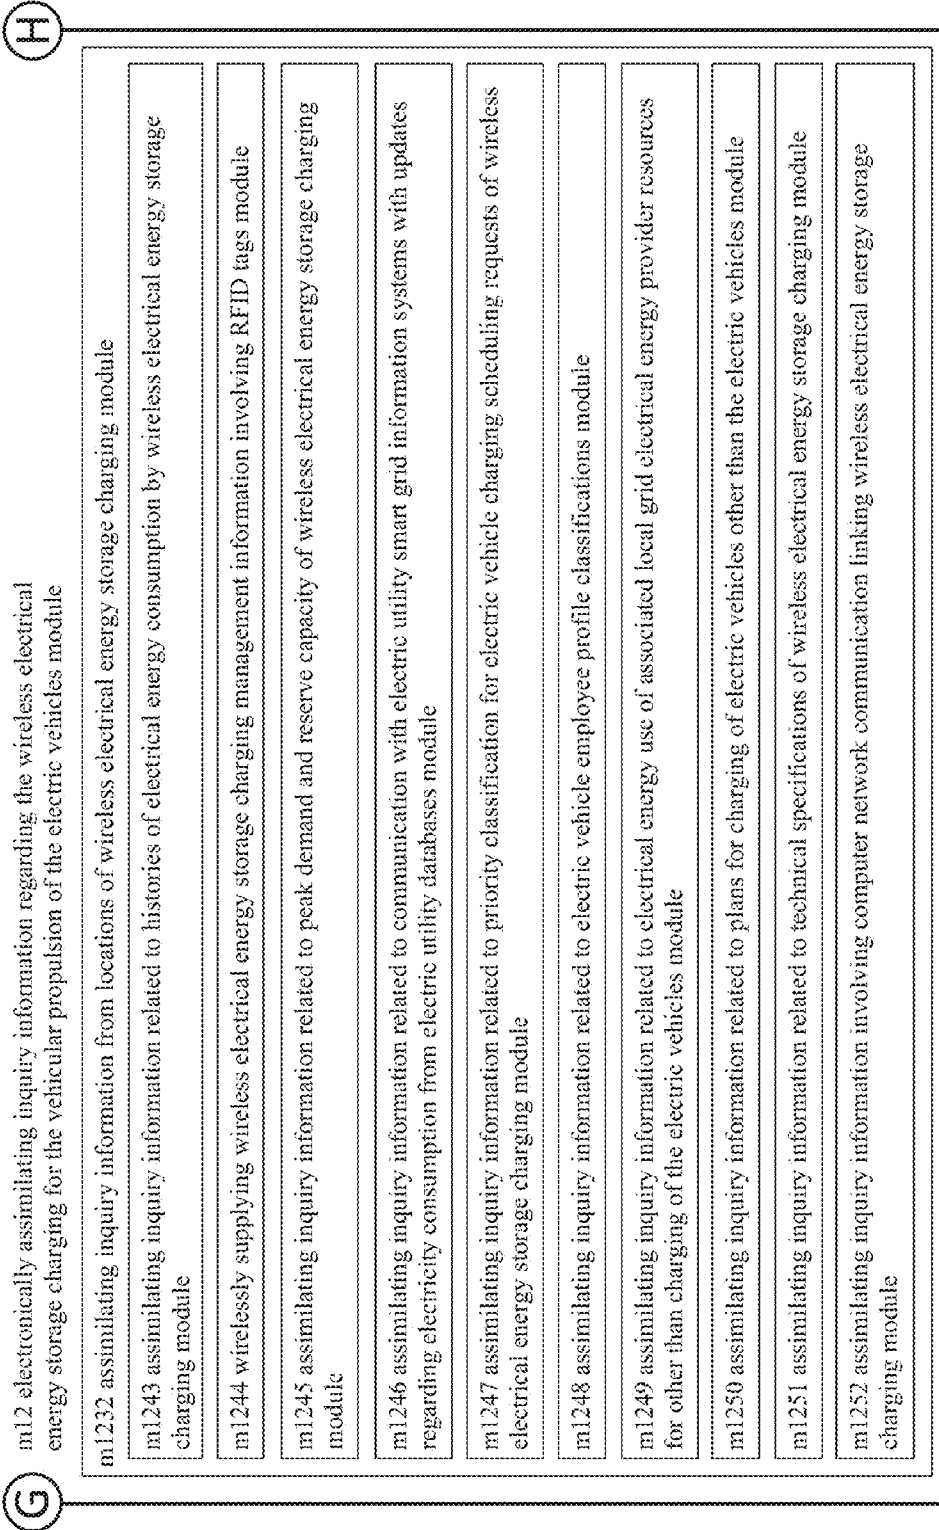 G
H
m12 electronically assimilating inquiry information regarding the wireless electrical
energy storage charging for the vehicular propulsion of the electric vehicles module
m1232 assimilating inquiry information from locations of wireless electrical energy storage charging module
m1243 assimilating inquiry information related to histories of electrical energy consumption by wireless electrical energy storage
charging module
m1244 wirelessly supplying wireless electrical energy storage charging management information involving RFID tags module
m1245 assimilating inquiry information related to peak demand and reserve capacity of wireless electrical energy storage charging
module
m1246 assimilating inquiry information related to communication with electric utility smart grid information systems with updates
regarding electricity consumption from electric utility databases module
m1247 assimilating inquiry information related to priority classification for electric vehicle charging scheduling requests of wireless
electrical energy storage charging module
m1248 assimilating inquiry information related to electric vehicle employee profile classifications module
m1249 assimilating inquiry information related to electrical energy use of associated local grid electrical energy provider resources
for other than charging of the electric vehicles module
m1250 assimilating inquiry information related to plans for charging of electric vehicles other than the electric vehicles module
m1251 assimilating inquiry information related to technical specifications of wireless electrical energy storage charging module
m1252 assimilating inquiry information involving computer network communication linking wireless electrical energy storage
charging module